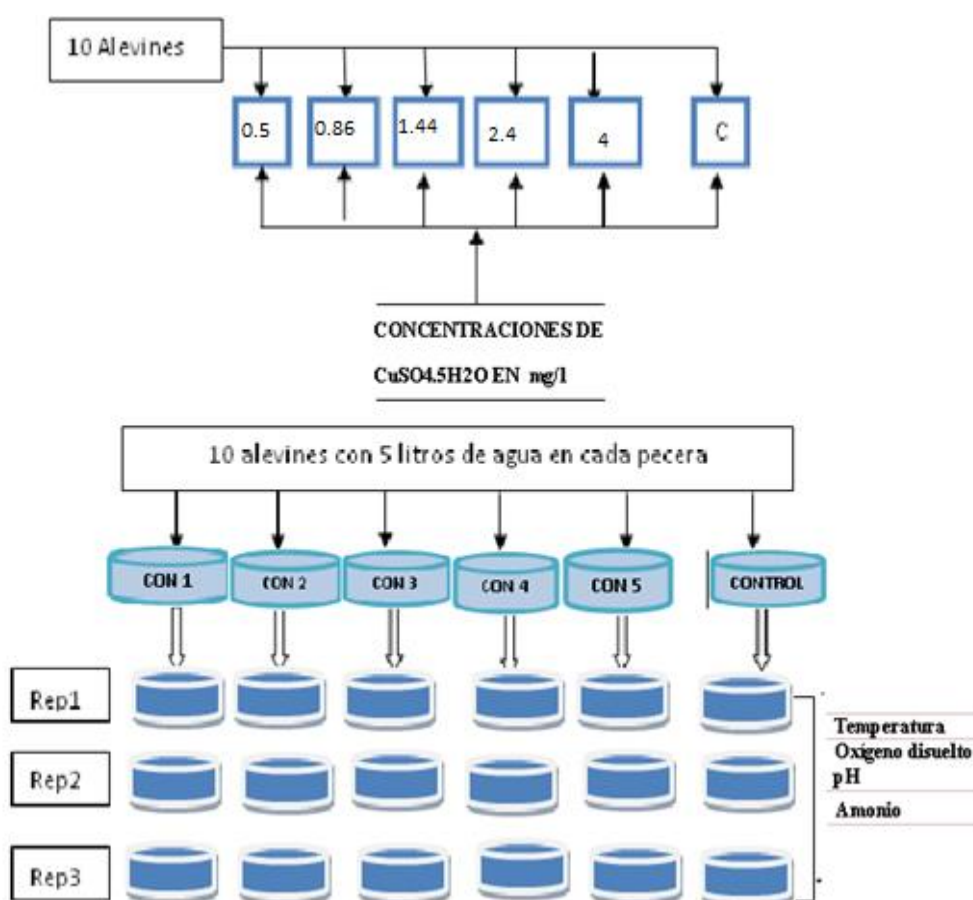 10 Alevines
0.5 0.86 1.44 2.4 4 C
CONCENTRACIONES DE
CuSO4.5H2O EN mg/l
10 alevines con 5 litros de agua en cada pecera
CON 1 CON 2 CON 3 CON 4 CON 5 CONTROL
Rep1
Temperatura
Oxígeno disuelto
Rep2
pH
Amonio
Rep3